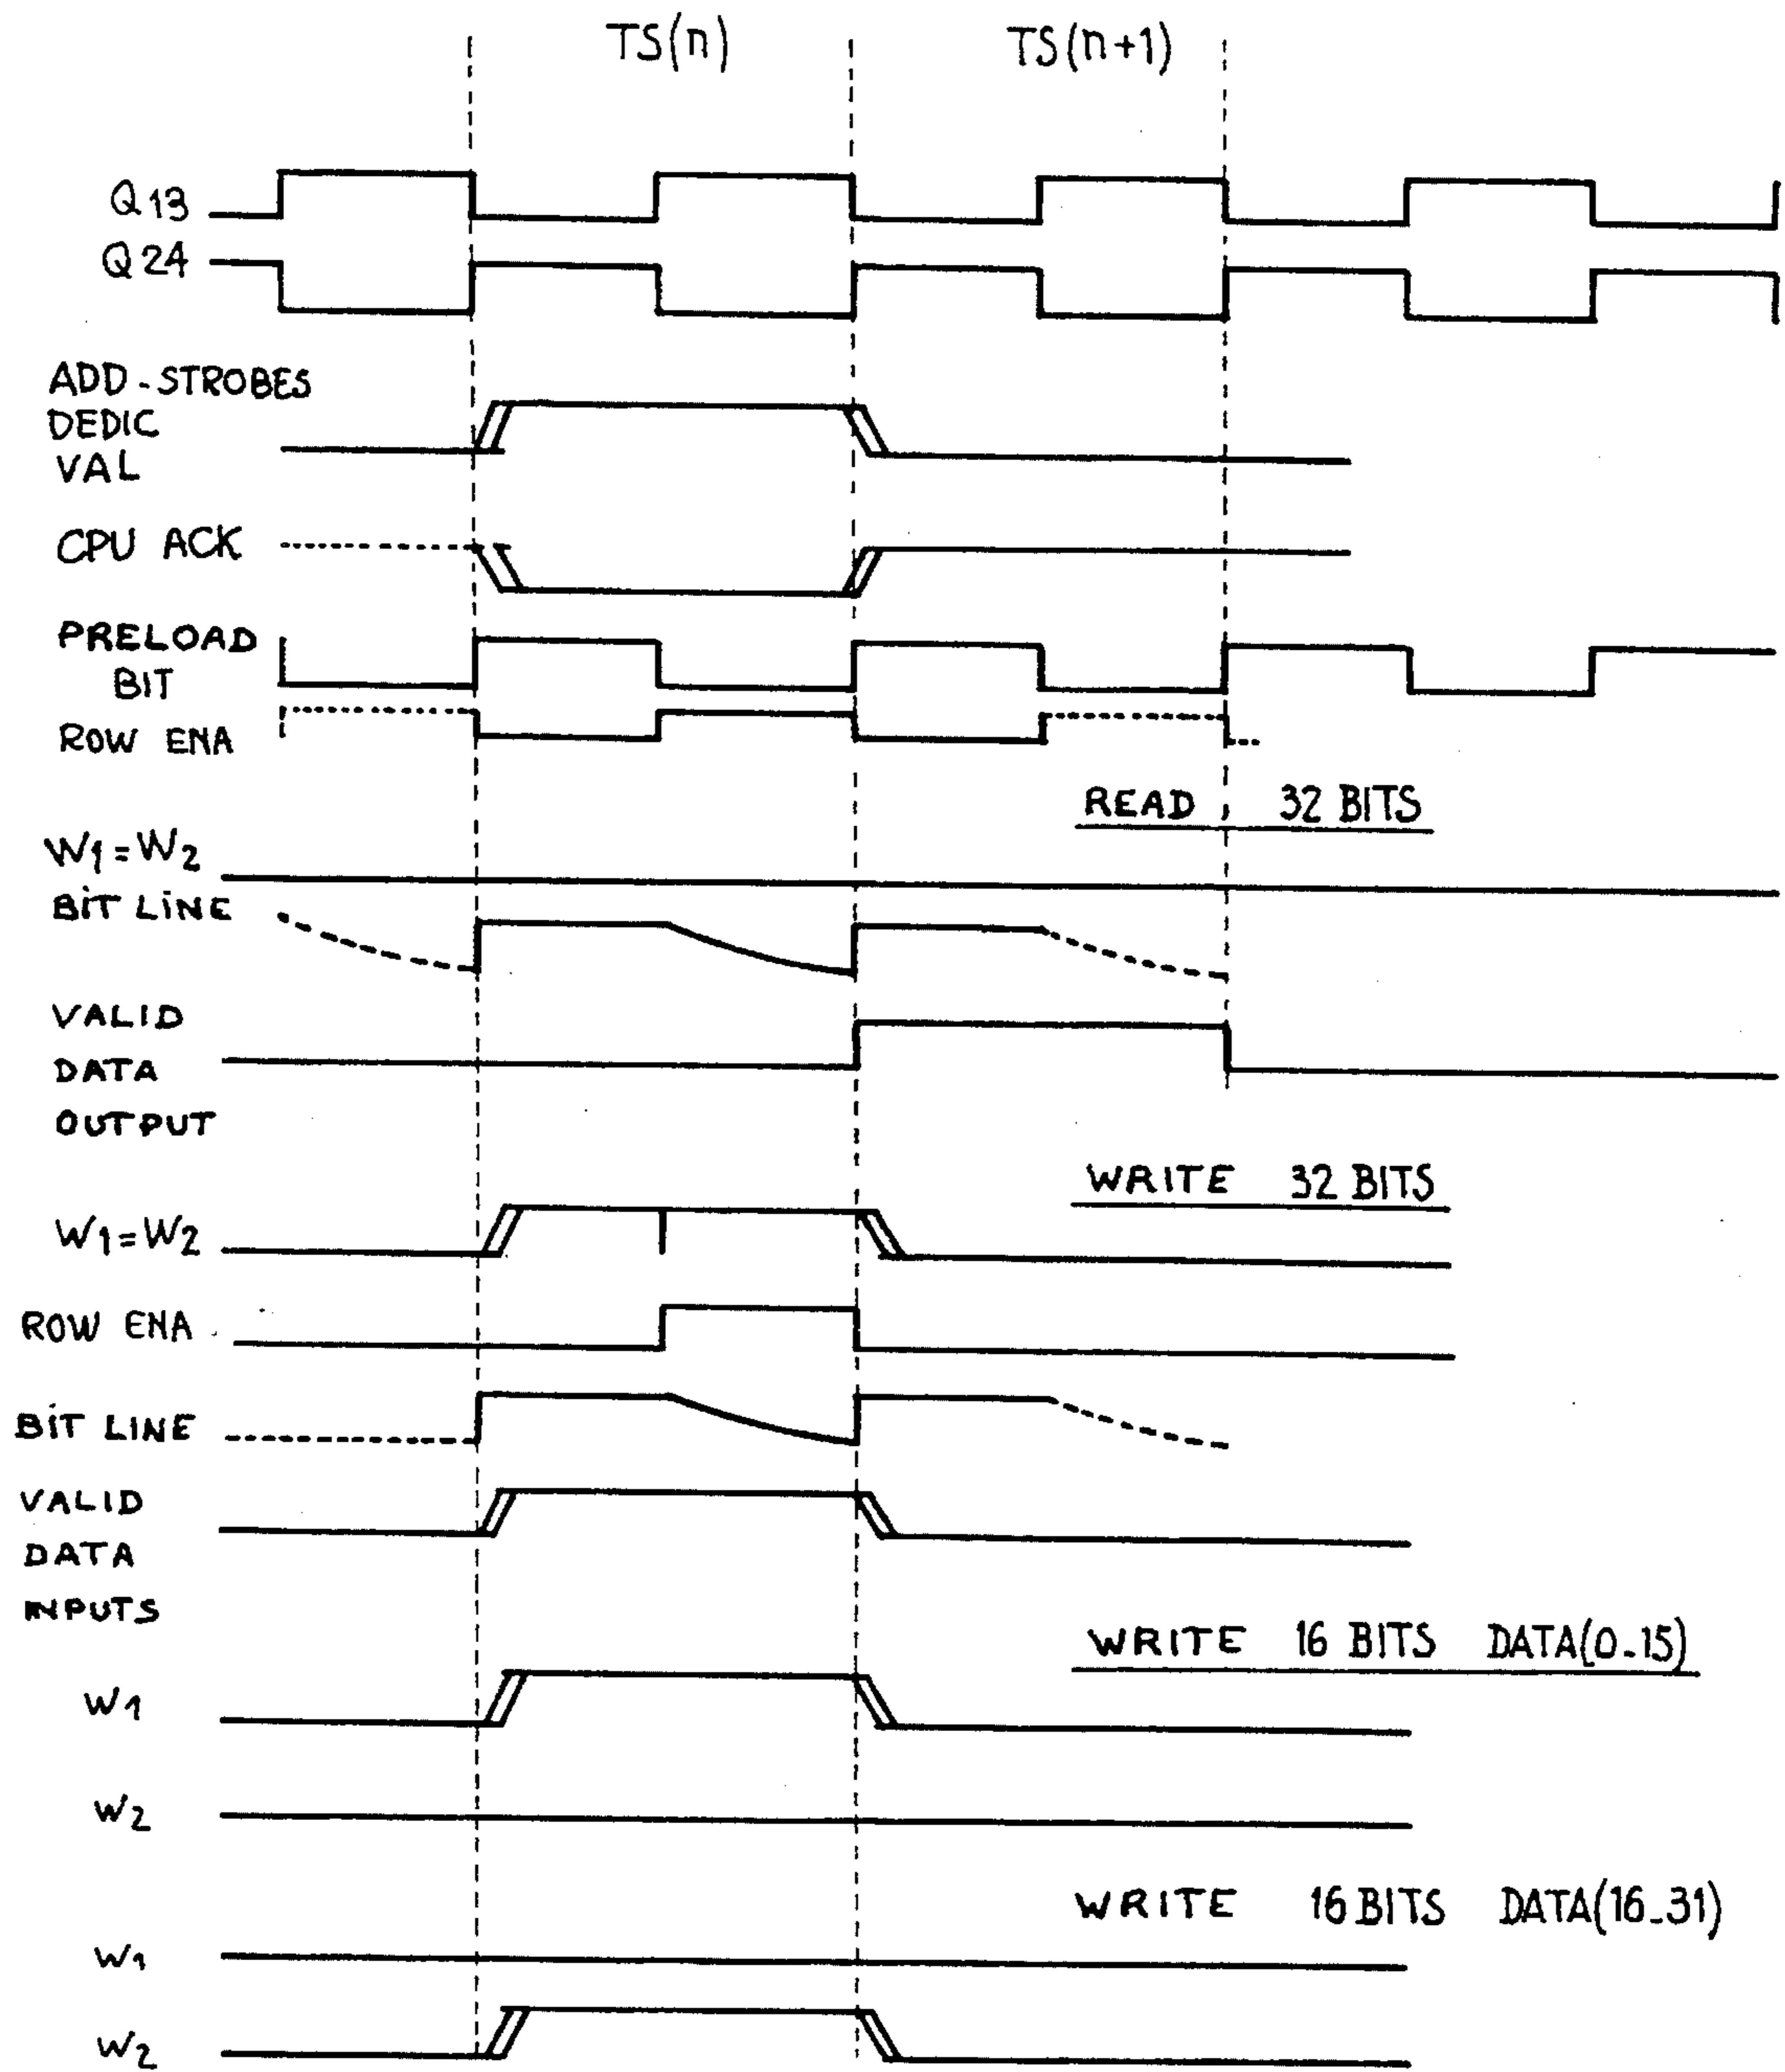 TS(n) TS(n+1)
Q13
Q24
ADD-STROBES
DEDIC
VAL
CPU ACK
PRELOAD
BIT
ROW ENA
READ 32 BITS
W1=W2
BIT LINE
VALID
DATA
OUTPUT
WRITE 32 BITS
W1=W2
ROW ENA
BIT LINE
VALID
DATA
INPUTS
WRITE 16 BITS DATA(0-15)
W1
W2
WRITE 16 BITS DATA(16-31)
W1
W2